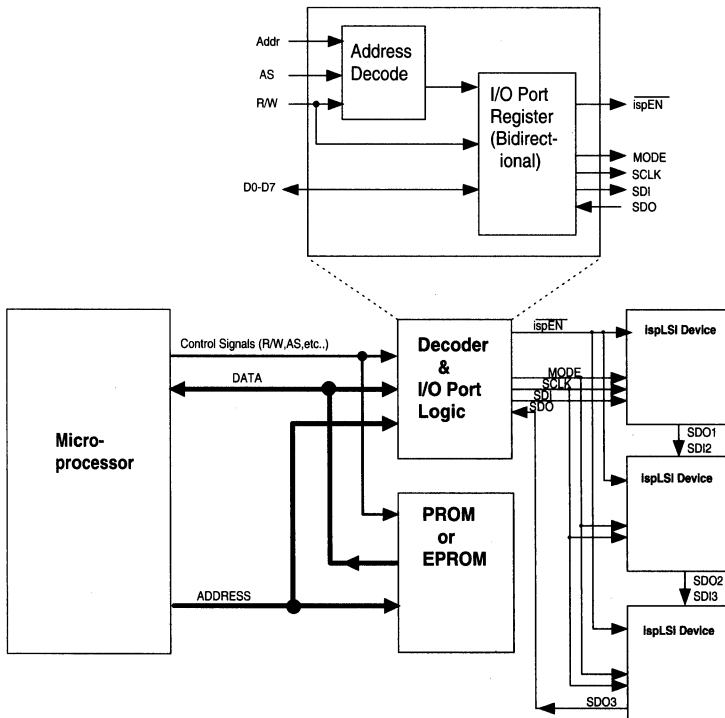 Addr
AS
R/W
D0-D7
Address
Decode
I/O Port
Register
(Bidirect-
ional)
ispEN
MODE
SCLK
SDI
SDO
Micro-
processor
Control Signals (R/W,AS,etc..)
DATA
ADDRESS
Decoder
&
I/O Port
Logic
PROM
or
EPROM
ispEN
MODE
SCLK
SDI
SDO
ispLSI Device
SDO1
SDI2
ispLSI Device
SDO2
SDI3
ispLSI Device
SDO3